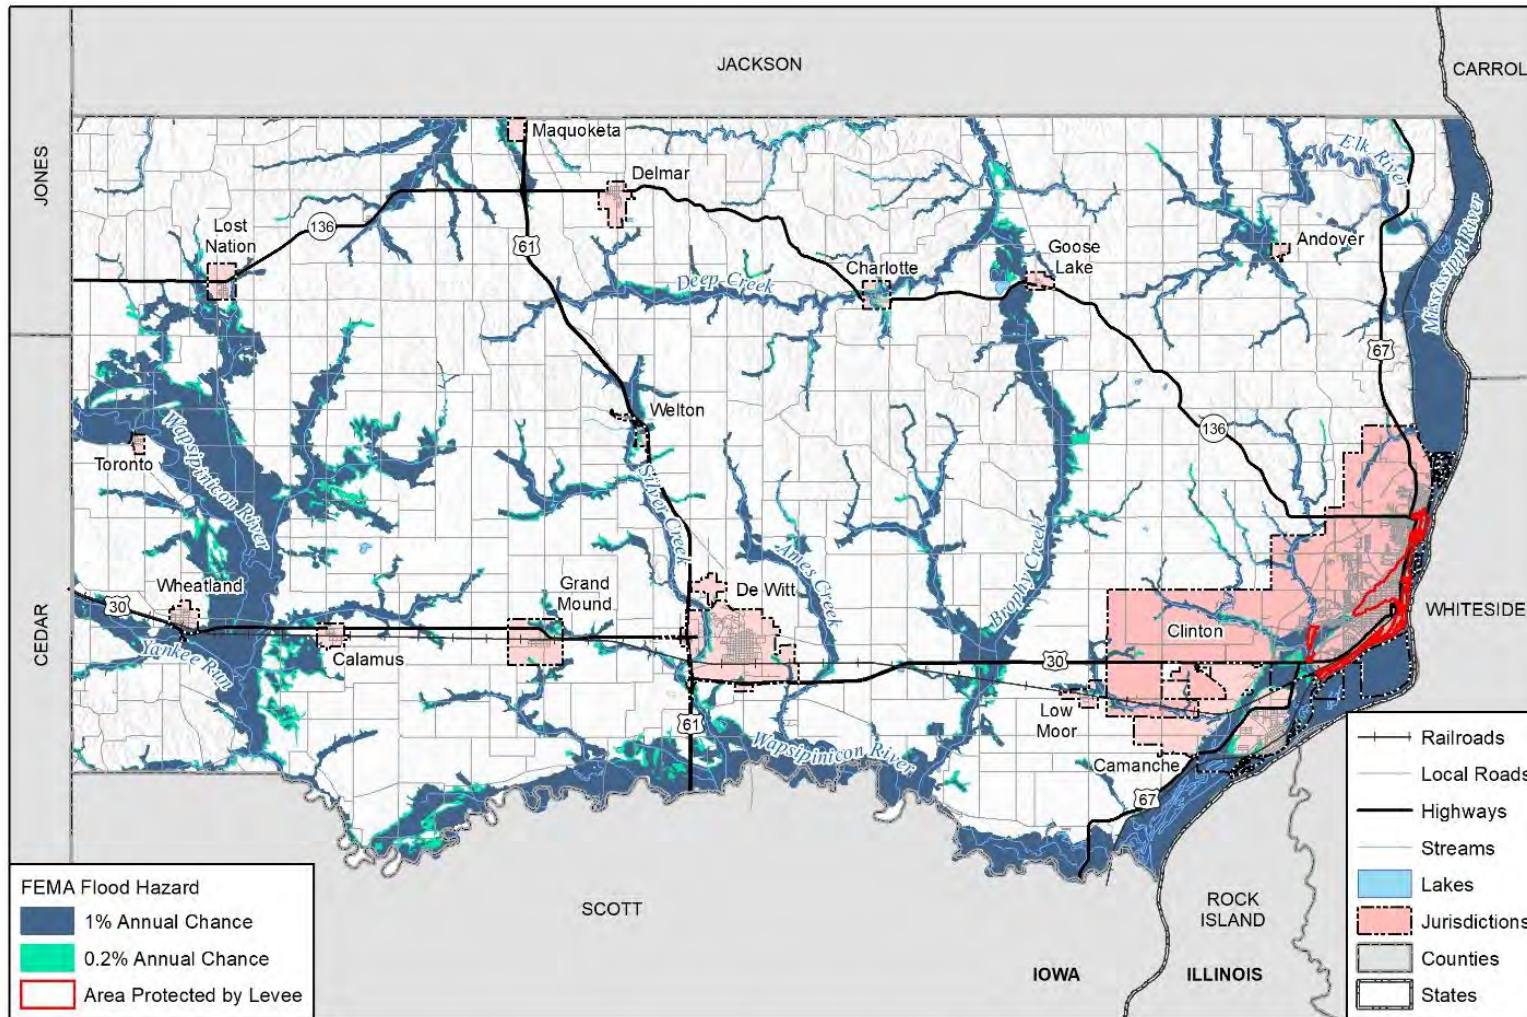 JACKSON
CARROL
JONES
Maquoketa
Elk River
Delmar
136
Lost
Nation
61
Andover
Goose
Lake
Charlotte
Deep Creek
Mississippi River
67
Welton
136
Wapsipinicon River
Toronto
Silver Creek
Ames Creek
Brophy Creek
Wheatland
30
Grand
Mound
De Witt
Clinton
WHITESIDE
CEDAR
Yankee Run
Calamus
30
Low
Moor
61
Wapsipinicon River
Camanche
67
SCOTT
ROCK
ISLAND
IOWA
ILLINOIS
FEMA Flood Hazard
1% Annual Chance
0.2% Annual Chance
Area Protected by Levee
Railroads
Local Roads
Highways
Streams
Lakes
Jurisdictions
Counties
States